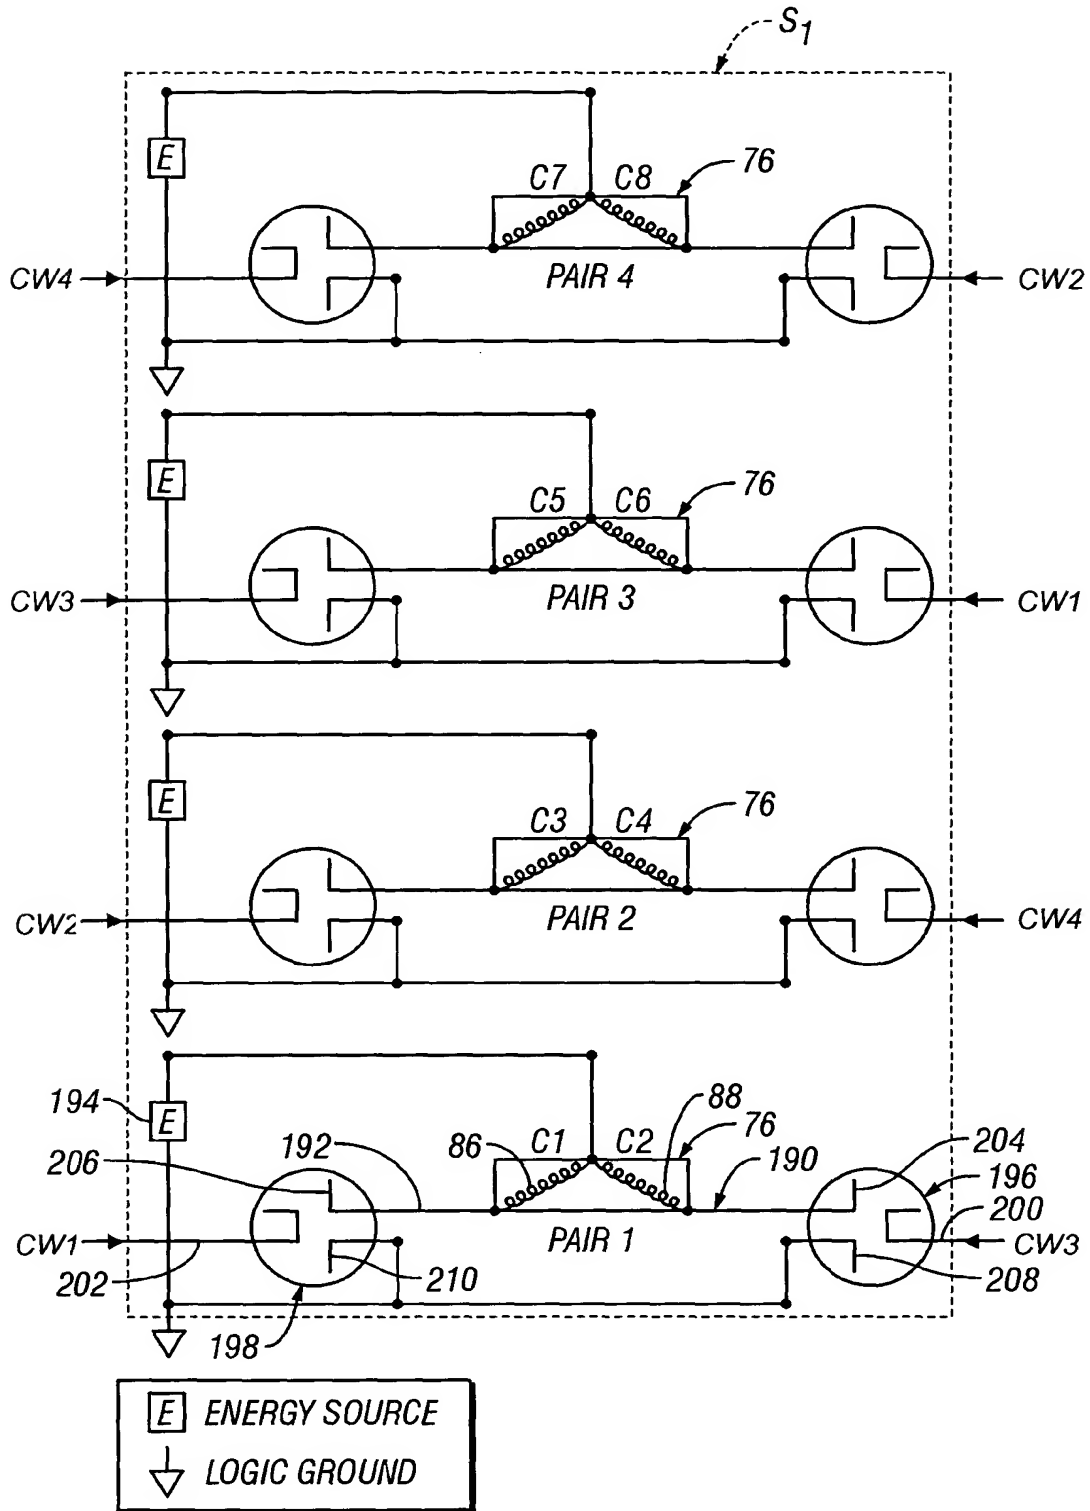 S1
E
C7 C8 76
CW4 PAIR 4 CW2
E
C5 C6 76
CW3 PAIR 3 CW1
E
C3 C4 76
CW2 PAIR 2 CW4
194 E 88
192 C1 C2 76 204
206 86 190 196
200
CW1 PAIR 1 CW3
202 210 208
198
E ENERGY SOURCE
LOGIC GROUND